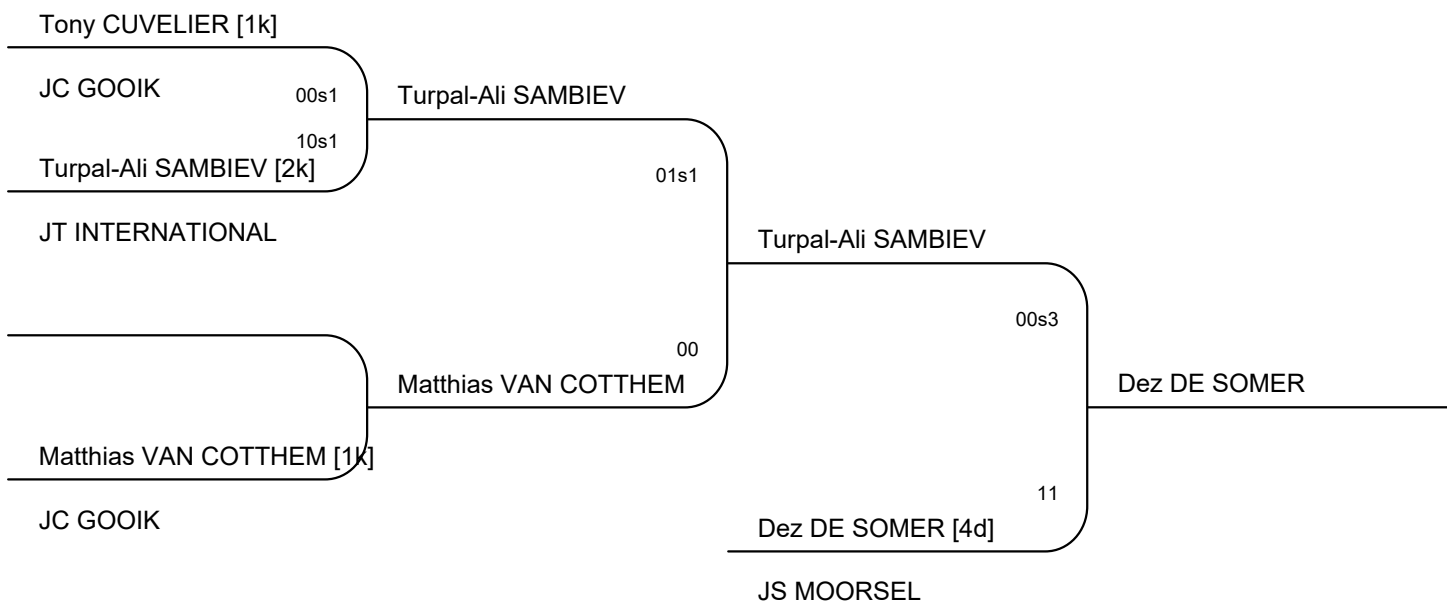 Tony CUVELIER [1k]
JC GOOIK
00s1
Turpal-Ali SAMBIEV
10s1
Turpal-Ali SAMBIEV [2k]
01s1
JT INTERNATIONAL
Turpal-Ali SAMBIEV
00s3
00
Matthias VAN COTTHEM
Dez DE SOMER
Matthias VAN COTTHEM [1k]
11
JC GOOIK
Dez DE SOMER [4d]
JS MOORSEL